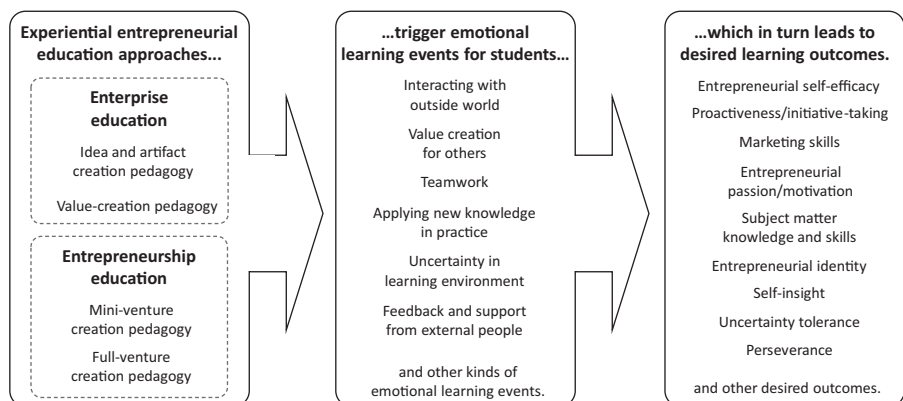 Experiential entrepreneurial
education approaches...
Enterprise
education
Idea and artifact
creation pedagogy
Value-creation pedagogy
Entrepreneurship
education
Mini-venture
creation pedagogy
Full-venture
creation pedagogy
...trigger emotional
learning events for students...
Interacting with
outside world
Value creation
for others
Teamwork
Applying new knowledge
in practice
Uncertainty in
learning environment
Feedback and support
from external people
and other kinds of
emotional learning events.
...which in turn leads to
desired learning outcomes.
Entrepreneurial self-efficacy
Proactiveness/initiative-taking
Marketing skills
Entrepreneurial
passion/motivation
Subject matter
knowledge and skills
Entrepreneurial identity
Self-insight
Uncertainty tolerance
Perseverance
and other desired outcomes.